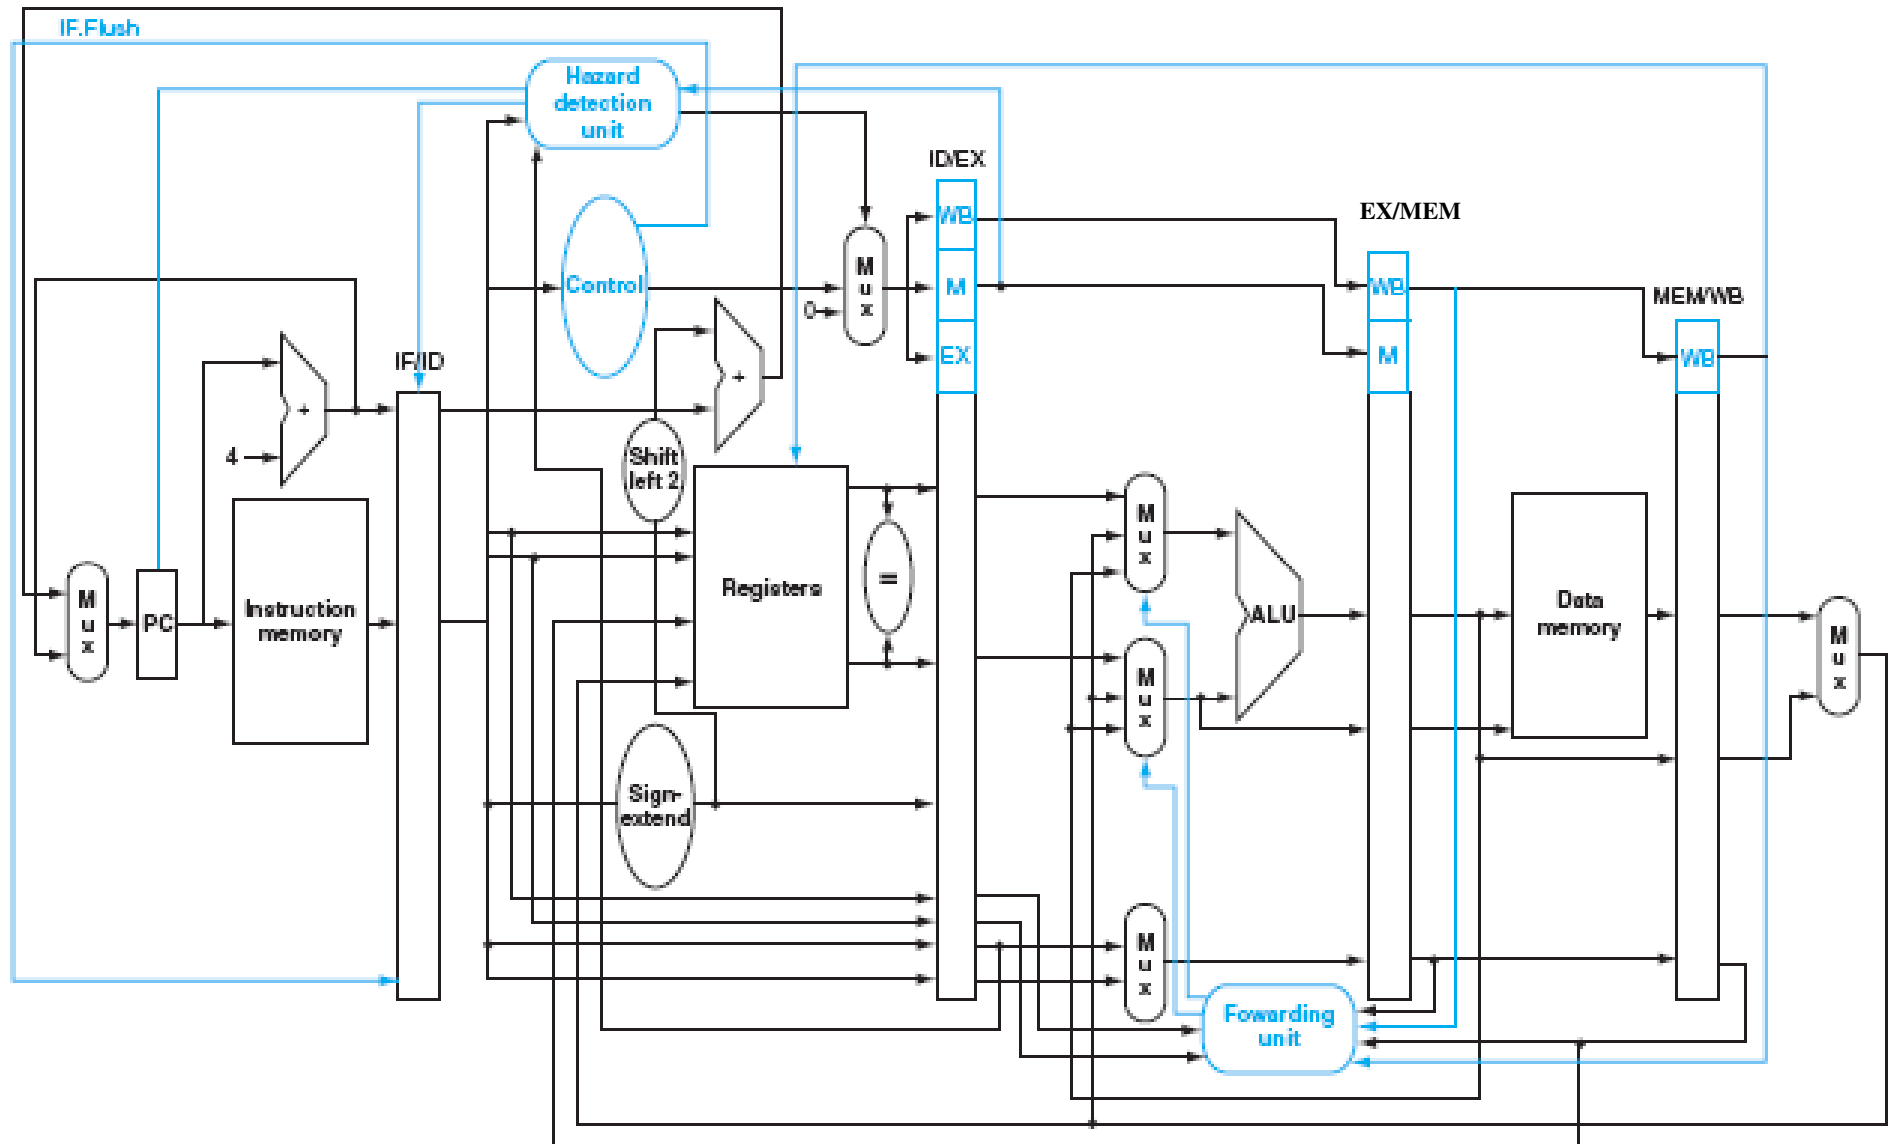 IF.Flush
Hazard
detection
unit
ID/EX
WB
EX/MEM
Control
M
u
x
M
WB
MEM/WB
0
EX
M
WB
IF/ID
+
+
4
Shift
left 2
M
u
x
=
M
u
x
PC
Instruction
memory
Registers
ALU
Data
memory
M
u
x
M
u
x
Sign-
extend
M
u
x
Fowarding
unit